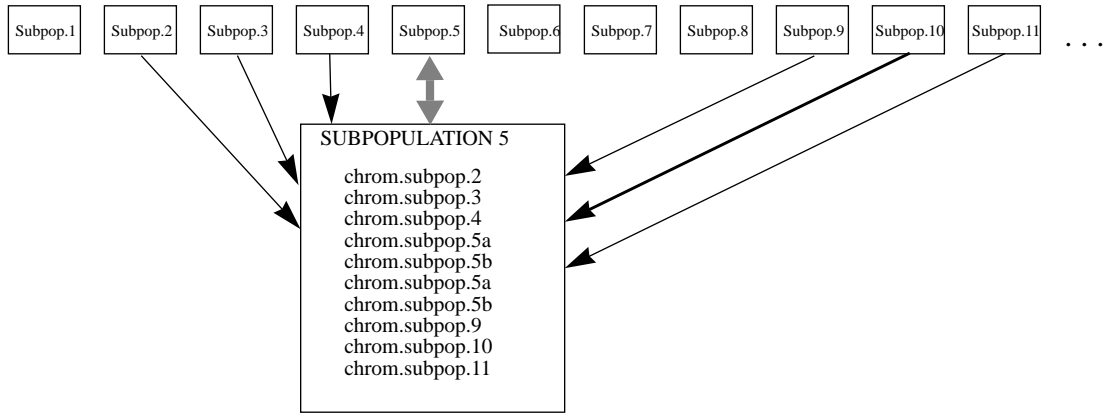 Subpop.1 Subpop.2 Subpop.3 Subpop.4 Subpop.5 Subpop.6 Subpop.7 Subpop.8 Subpop.9 Subpop.10 Subpop.11 . . .
SUBPOPULATION 5
chrom.subpop.2
chrom.subpop.3
chrom.subpop.4
chrom.subpop.5a
chrom.subpop.5b
chrom.subpop.5a
chrom.subpop.5b
chrom.subpop.9
chrom.subpop.10
chrom.subpop.11